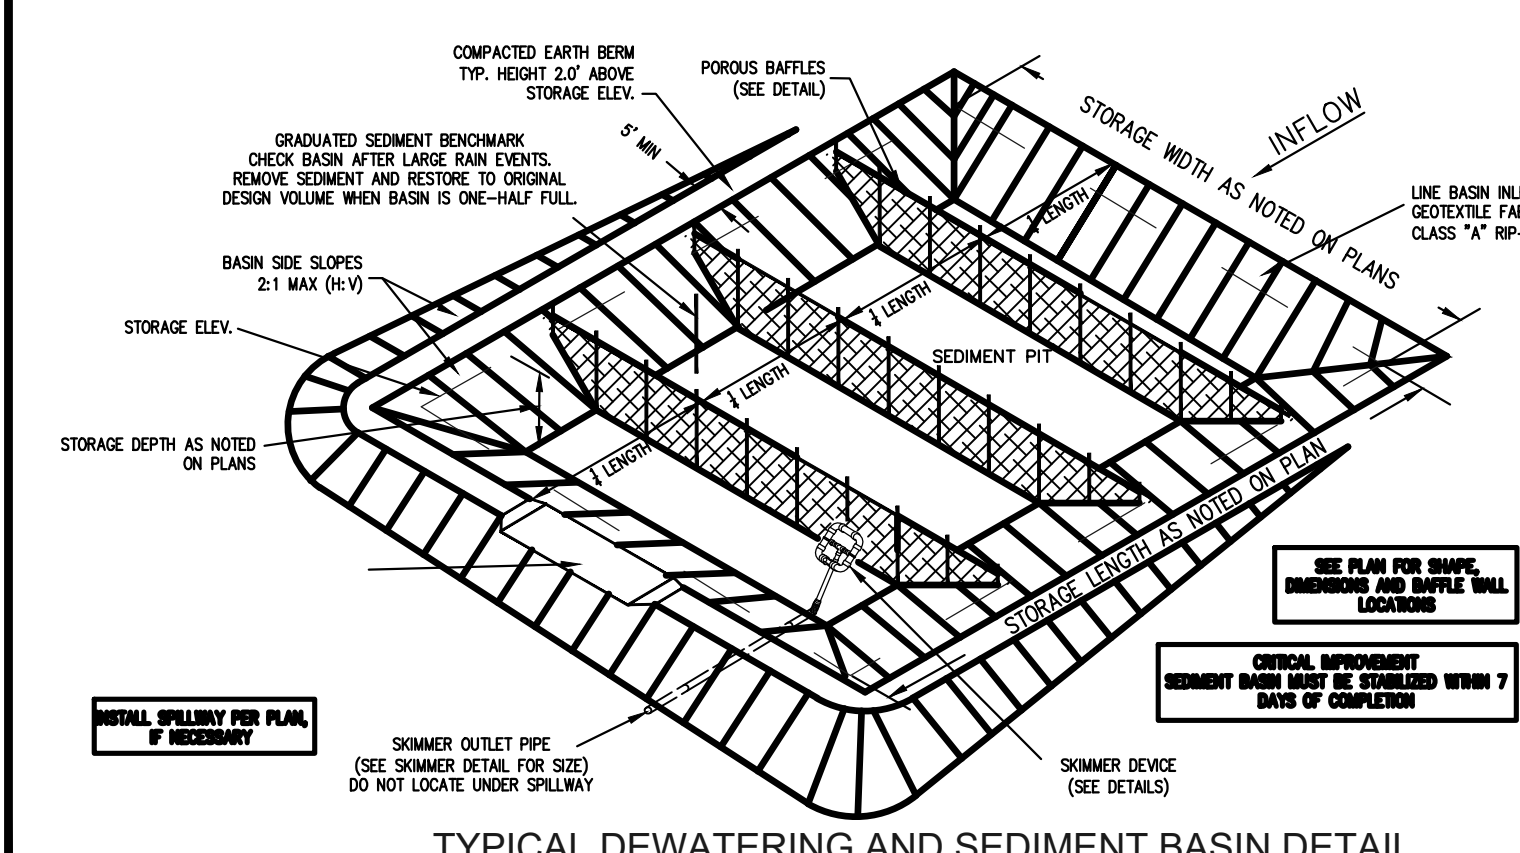 COMPACTED EARTH BERM
TYP. HEIGHT 2.0' ABOVE
STORAGE ELEV.
POROUS BAFFLES
(SEE DETAIL)
5' MIN
GRADUATED SEDIMENT BENCHMARK
CHECK BASIN AFTER LARGE RAIN EVENTS.
REMOVE SEDIMENT AND RESTORE TO ORIGINAL
DESIGN VOLUME WHEN BASIN IS ONE-HALF FULL.
STORAGE WIDTH AS NOTED ON PLANS
INFLOW
LINE BASIN
GEOTEXTILE
CLASS "A"
BASIN SIDE SLOPES
2:1 MAX (H:V)
STORAGE ELEV.
1/4 LENGTH
1/4 LENGTH
1/4 LENGTH
1/4 LENGTH
SEDIMENT PIT
STORAGE DEPTH AS NOTED
ON PLANS
STORAGE LENGTH AS NOTED ON PLAN
SEE PLAN FOR SHAPE,
DIMENSIONS AND BAFFLE WALL
LOCATIONS
CRITICAL IMPROVEMENT
SEDIMENT BASIN MUST BE STABILIZED WITHIN 7
DAYS OF COMPLETION
INSTALL SPILLWAY PER PLAN,
IF NECESSARY
SKIMMER OUTLET PIPE
(SEE SKIMMER DETAIL FOR SIZE)
DO NOT LOCATE UNDER SPILLWAY
SKIMMER DEVICE
(SEE DETAILS)
TYPICAL DEWATERING AND SEDIMENT BASIN DETAIL